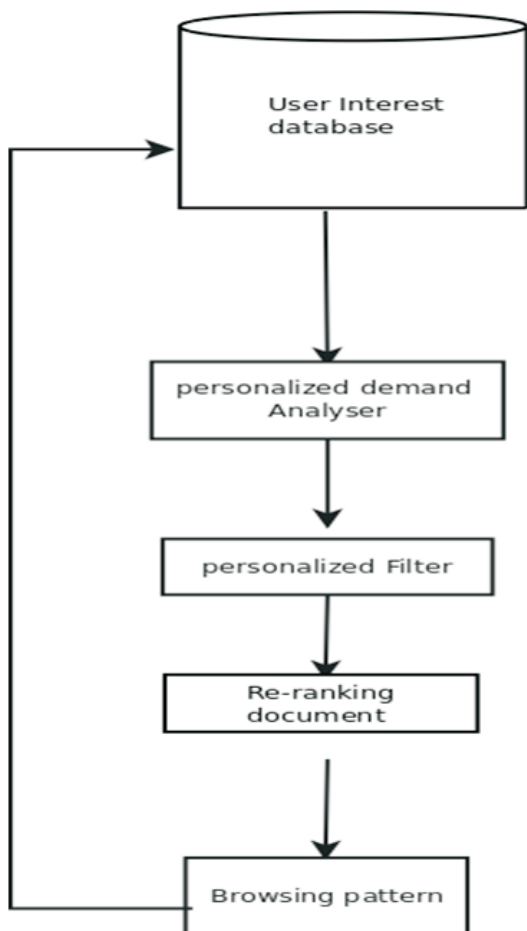 User Interest
database
personalized demand
Analyser
personalized Filter
Re-ranking
document
Browsing pattern